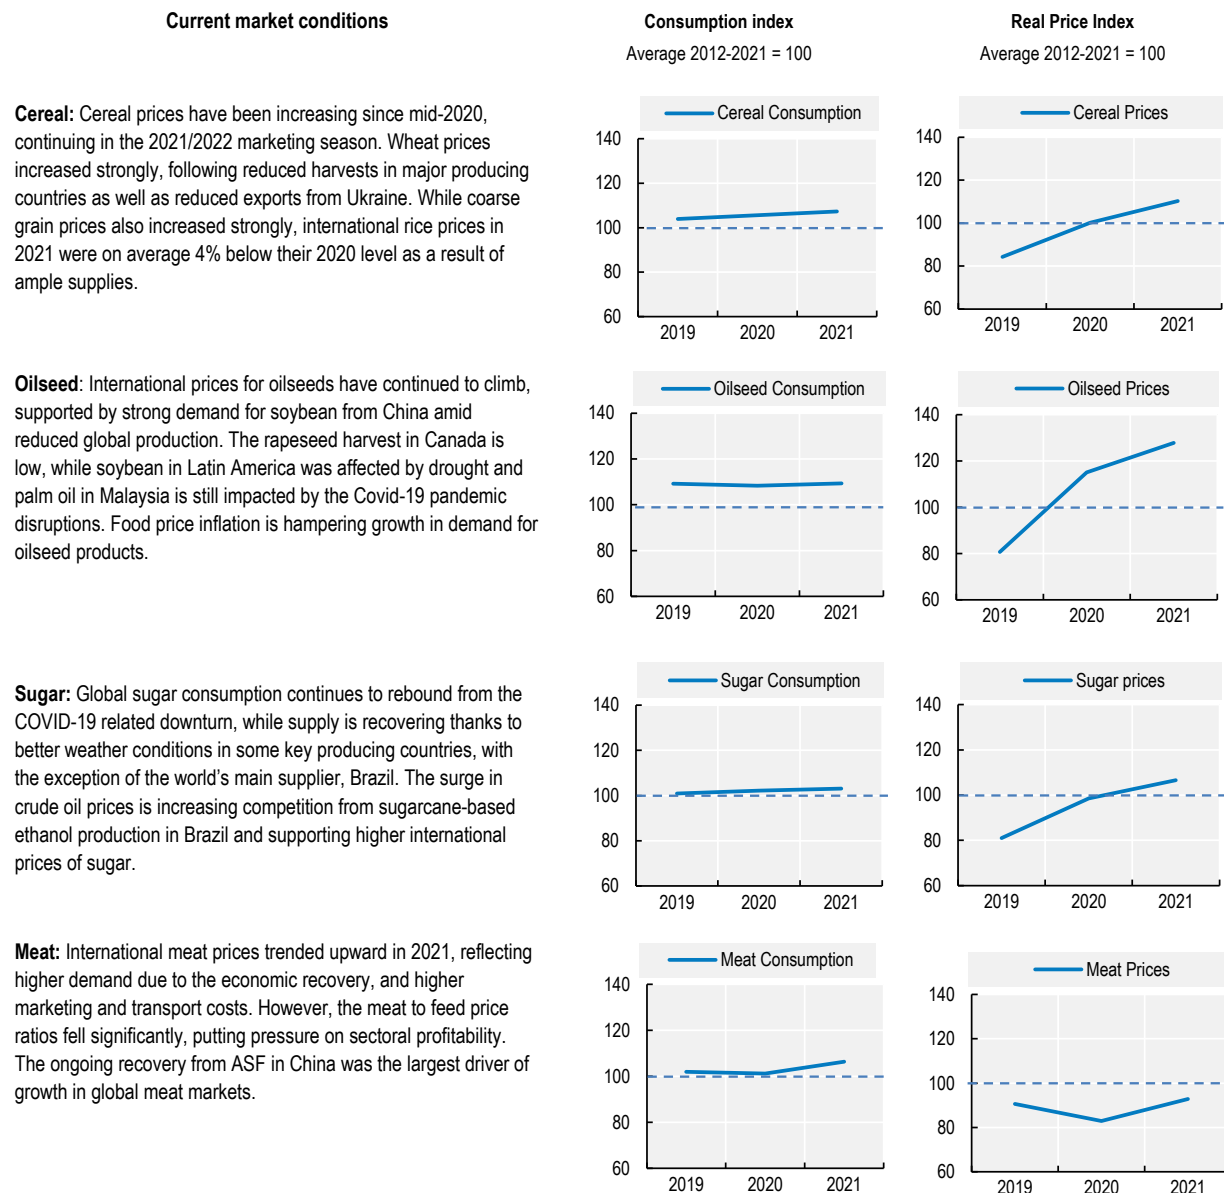 Current market conditions
Consumption index
Real Price Index
Average 2012-2021 = 100
Average 2012-2021 = 100
Cereal: Cereal prices have been increasing since mid-2020,
continuing in the 2021/2022 marketing season. Wheat prices
increased strongly, following reduced harvests in major producing
countries as well as reduced exports from Ukraine. While coarse
grain prices also increased strongly, international rice prices in
2021 were on average 4% below their 2020 level as a result of
ample supplies.
Cereal Consumption
140
120
100
80
60
2019 2020 2021
Cereal Prices
140
120
100
80
60
2019 2020 2021
Oilseed: International prices for oilseeds have continued to climb,
supported by strong demand for soybean from China amid
reduced global production. The rapeseed harvest in Canada is
low, while soybean in Latin America was affected by drought and
palm oil in Malaysia is still impacted by the Covid-19 pandemic
disruptions. Food price inflation is hampering growth in demand for
oilseed products.
Oilseed Consumption
140
120
100
80
60
2019 2020 2021
Oilseed Prices
140
120
100
80
60
2019 2020 2021
Sugar: Global sugar consumption continues to rebound from the
COVID-19 related downturn, while supply is recovering thanks to
better weather conditions in some key producing countries, with
the exception of the world's main supplier, Brazil. The surge in
crude oil prices is increasing competition from sugarcane-based
ethanol production in Brazil and supporting higher international
prices of sugar.
Sugar Consumption
140
120
100
80
60
2019 2020 2021
Sugar prices
140
120
100
80
60
2019 2020 2021
Meat: International meat prices trended upward in 2021, reflecting
higher demand due to the economic recovery, and higher
marketing and transport costs. However, the meat to feed price
ratios fell significantly, putting pressure on sectoral profitability.
The ongoing recovery from ASF in China was the largest driver of
growth in global meat markets.
Meat Consumption
140
120
100
80
60
2019 2020 2021
Meat Prices
140
120
100
80
60
2019 2020 2021